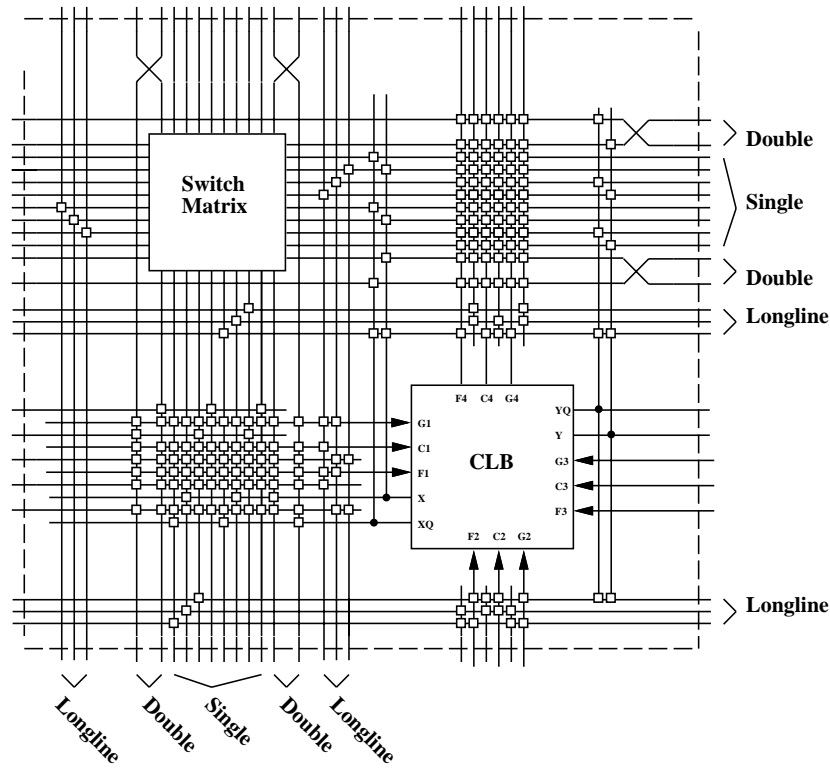 Double
Switch
Matrix
Single
Double
Longline
F4 C4 G4
YQ
G1
Y
C1
CLB
G3
F1
C3
X
F3
XQ
F2 C2 G2
Longline
Longline
Double
Single
Double
Longline